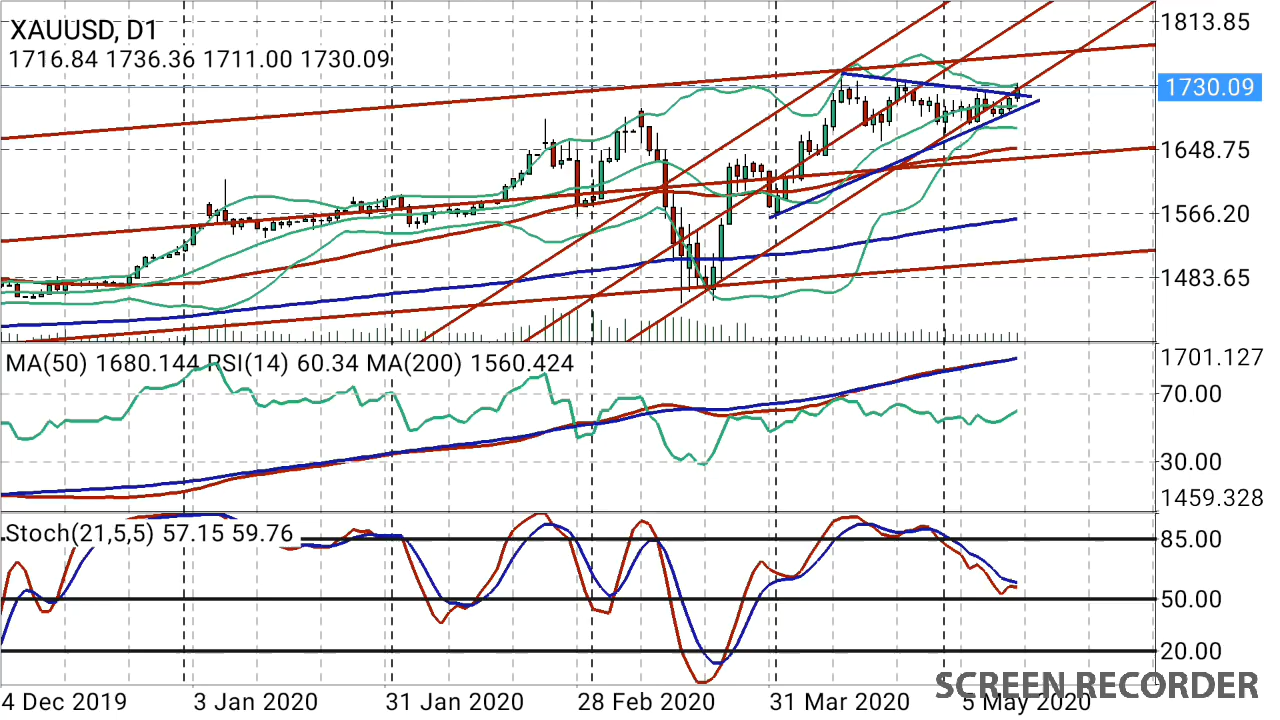 XAUUSD, D1
1716.84 1736.36 1711.00 1730.09
1813.85
1730.09
1648.75
1566.20
1483.65
MA(50) 1680.144 RSI(14) 60.34 MA(200) 1560.424
1701.127
70.00
30.00
1459.328
Stoch(21,5,5) 57.15 59.76
85.00
50.00
20.00
4 Dec 2019 3 Jan 2020 31 Jan 2020 28 Feb 2020 31 Mar 2020 5 May 2020
SCREEN RECORDER